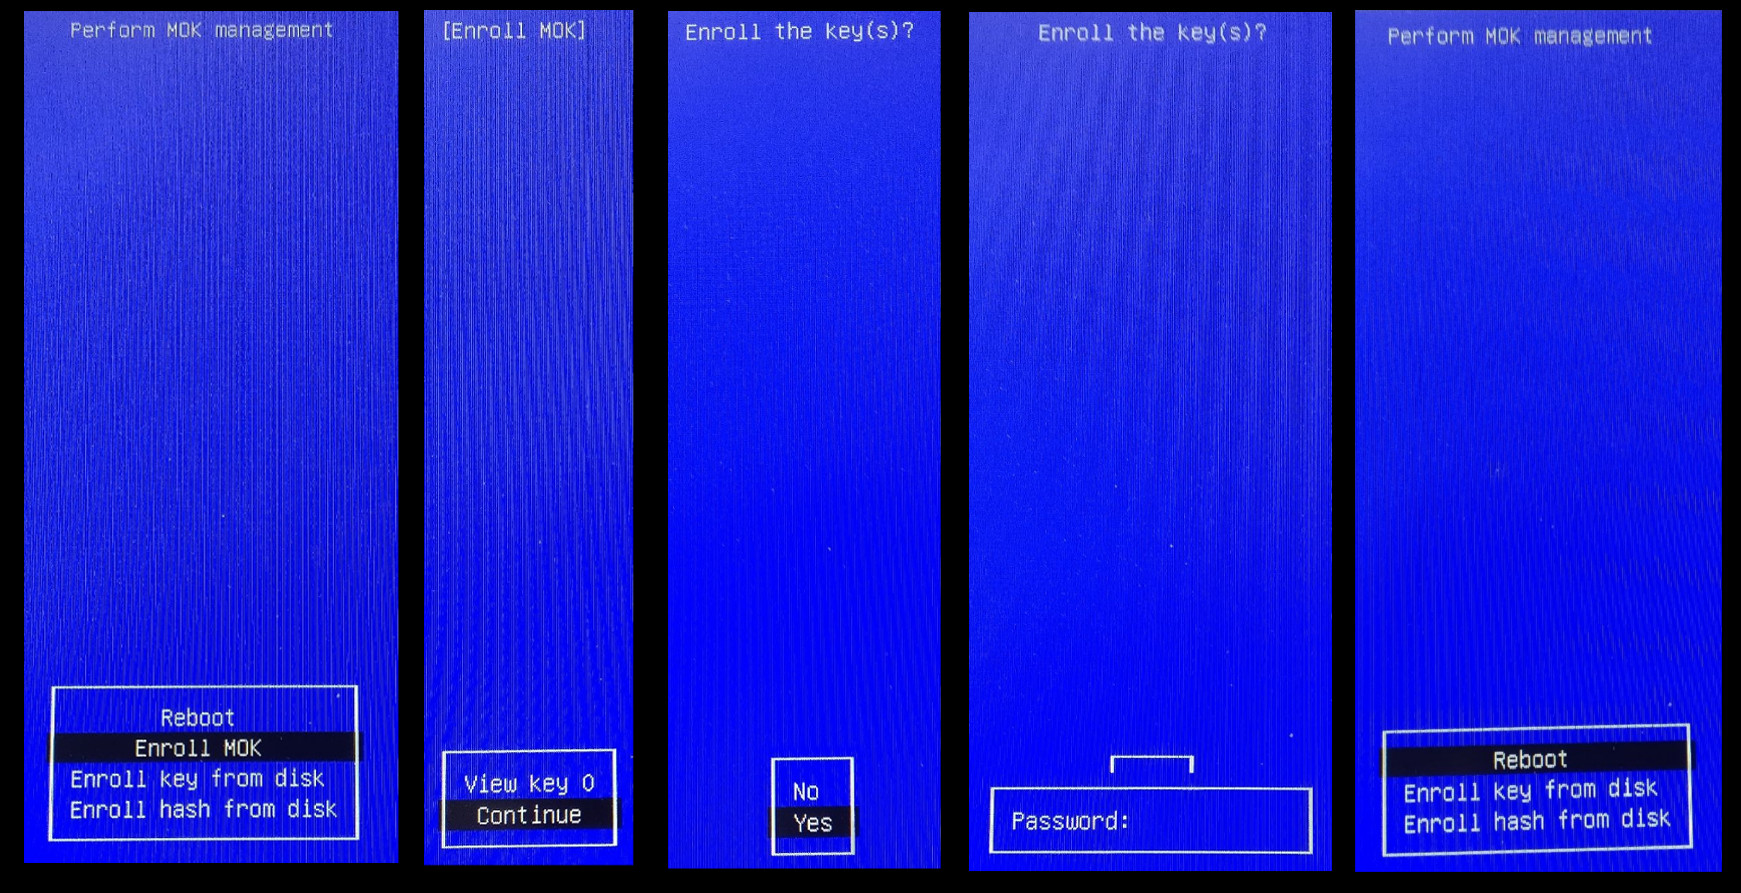 Perform MOK management
Reboot
Enroll MOK
Enroll key from disk
Enroll hash from disk
[Enroll MOK]
View key 0
Continue
Enroll the key(s)?
No
Yes
Enroll the key(s)?
Password:
Perform MOK management
Reboot
Enroll key from disk
Enroll hash from disk